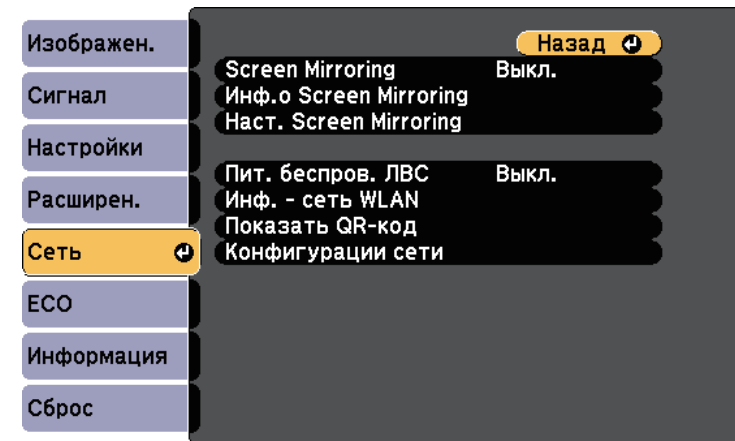 Изображен.
Сигнал
Настройки
Расширен.
Сеть
ECO
Информация
Сброс
Назад
Screen Mirroring Выкл.
Инф.о Screen Mirroring
Наст. Screen Mirroring
Пит. беспров. ЛВС Выкл.
Инф. - сеть WLAN
Показать QR-код
Конфигурации сети